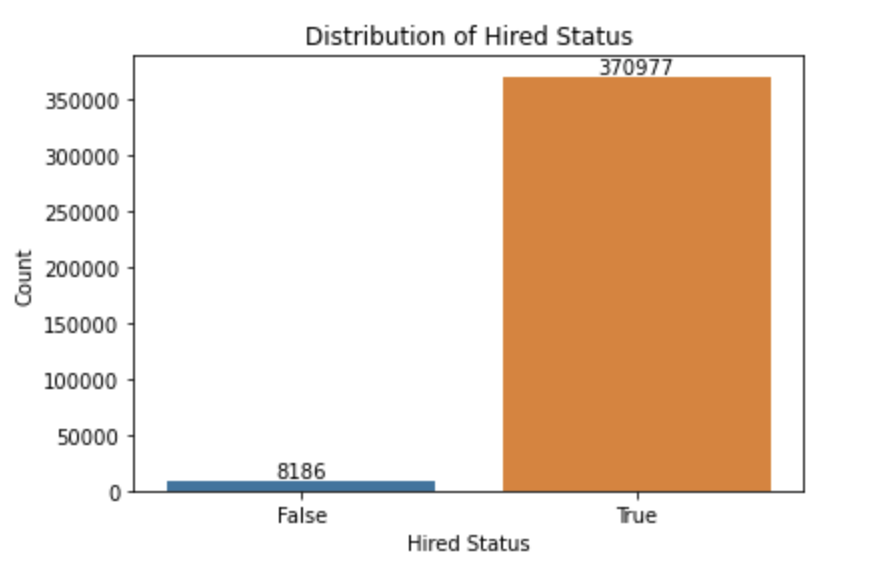 Distribution of Hired Status
370977
350000
300000
250000
200000
150000
100000
50000
8186
0
False True
Count
Hired Status